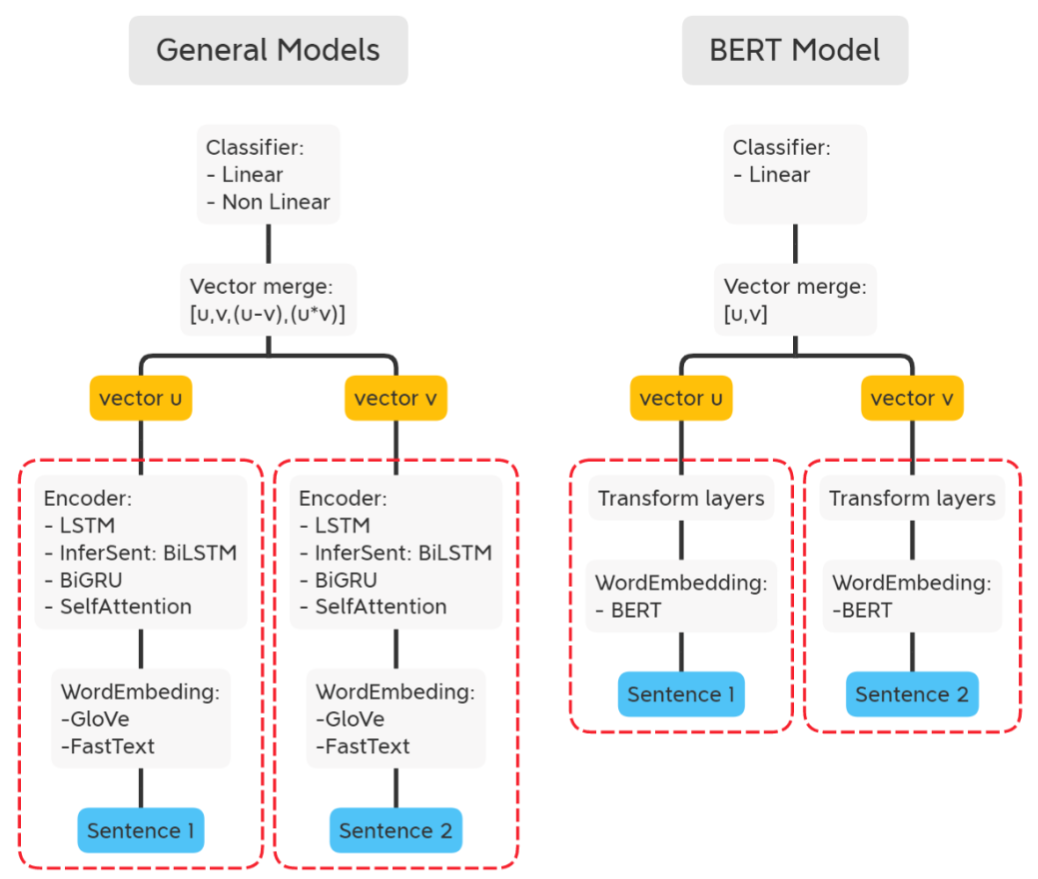 General Models
Classifier:
- Linear
- Non Linear
Vector merge:
[u,v,(u-v),(u*v)]
vector u
vector v
Encoder:
- LSTM
- InferSent: BiLSTM
- BiGRU
- SelfAttention
Encoder:
- LSTM
- InferSent: BiLSTM
- BiGRU
- SelfAttention
WordEmbeding:
-GloVe
-FastText
WordEmbeding:
-GloVe
-FastText
Sentence 1
Sentence 2
BERT Model
Classifier:
- Linear
Vector merge:
[u,v]
vector u
vector v
Transform layers
Transform layers
WordEmbedding:
- BERT
WordEmbeding:
-BERT
Sentence 1
Sentence 2